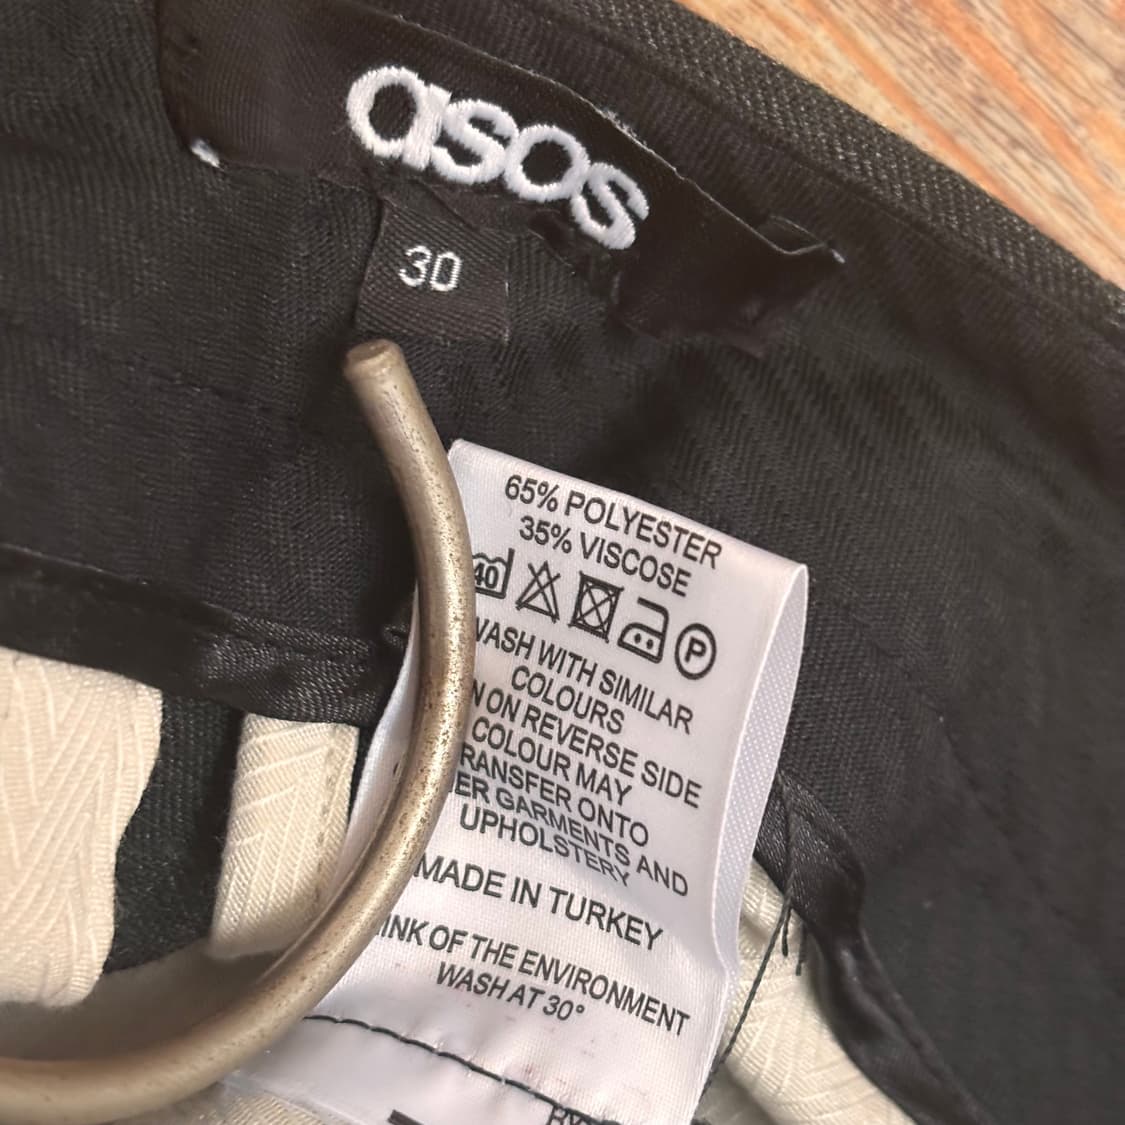 asos
30
65% POLYESTER
35% VISCOSE
40
P
WASH WITH SIMILAR
COLOURS
ON REVERSE SIDE
COLOUR MAY
RANSFER ONTO
ER GARMENTS AND
UPHOLSTERY
MADE IN TURKEY
INK OF THE ENVIRONMENT
WASH AT 30°